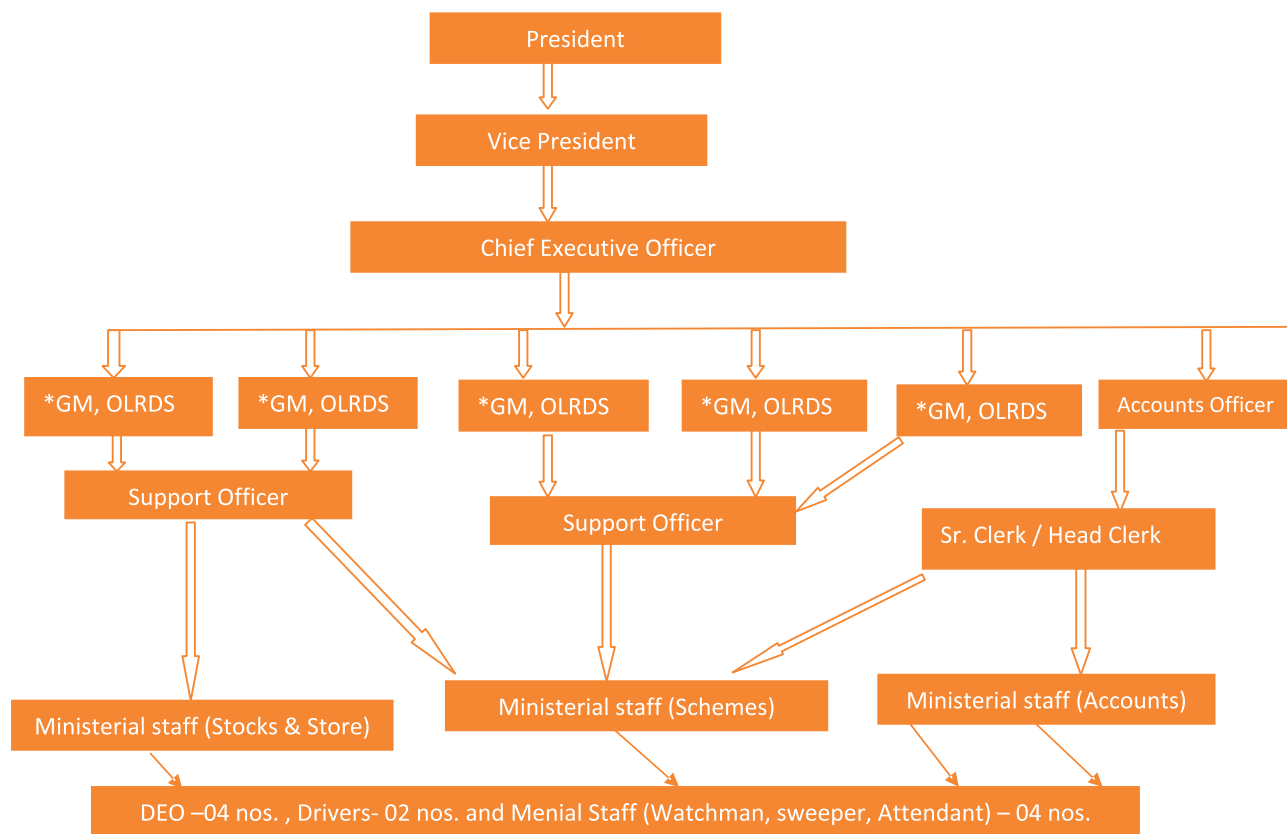 President
Vice President
Chief Executive Officer
*GM, OLRDS
*GM, OLRDS
*GM, OLRDS
*GM, OLRDS
*GM, OLRDS
Accounts Officer
Support Officer
Support Officer
Sr. Clerk / Head Clerk
Ministerial staff (Stocks & Store)
Ministerial staff (Schemes)
Ministerial staff (Accounts)
DEO –04 nos. , Drivers- 02 nos. and Menial Staff (Watchman, sweeper, Attendant) – 04 nos.